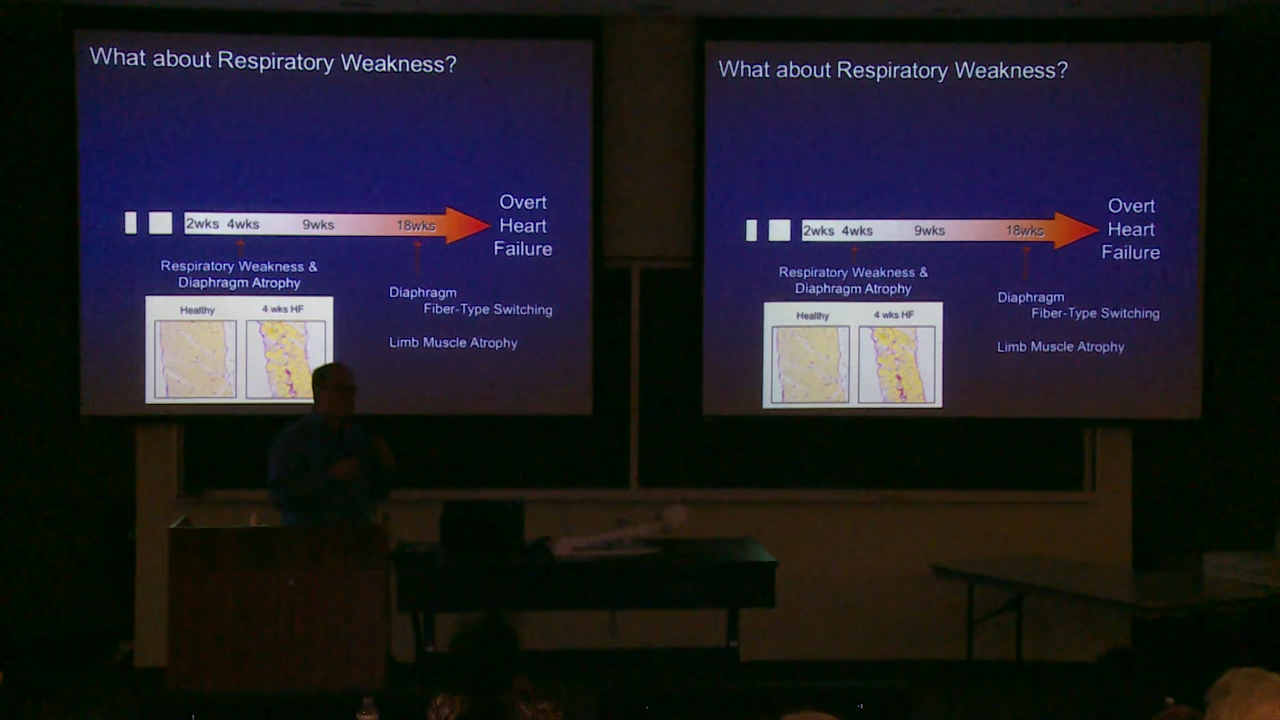 What about Respiratory Weakness?
2wks 4wks 9wks 18wks
Overt
Heart
Failure
Respiratory Weakness &
Diaphragm Atrophy
Healthy 4 wks HF
Diaphragm
Fiber-Type Switching
Limb Muscle Atrophy
What about Respiratory Weakness?
2wks 4wks 9wks 18wks
Overt
Heart
Failure
Respiratory Weakness &
Diaphragm Atrophy
Healthy 4 wks HF
Diaphragm
Fiber-Type Switching
Limb Muscle Atrophy